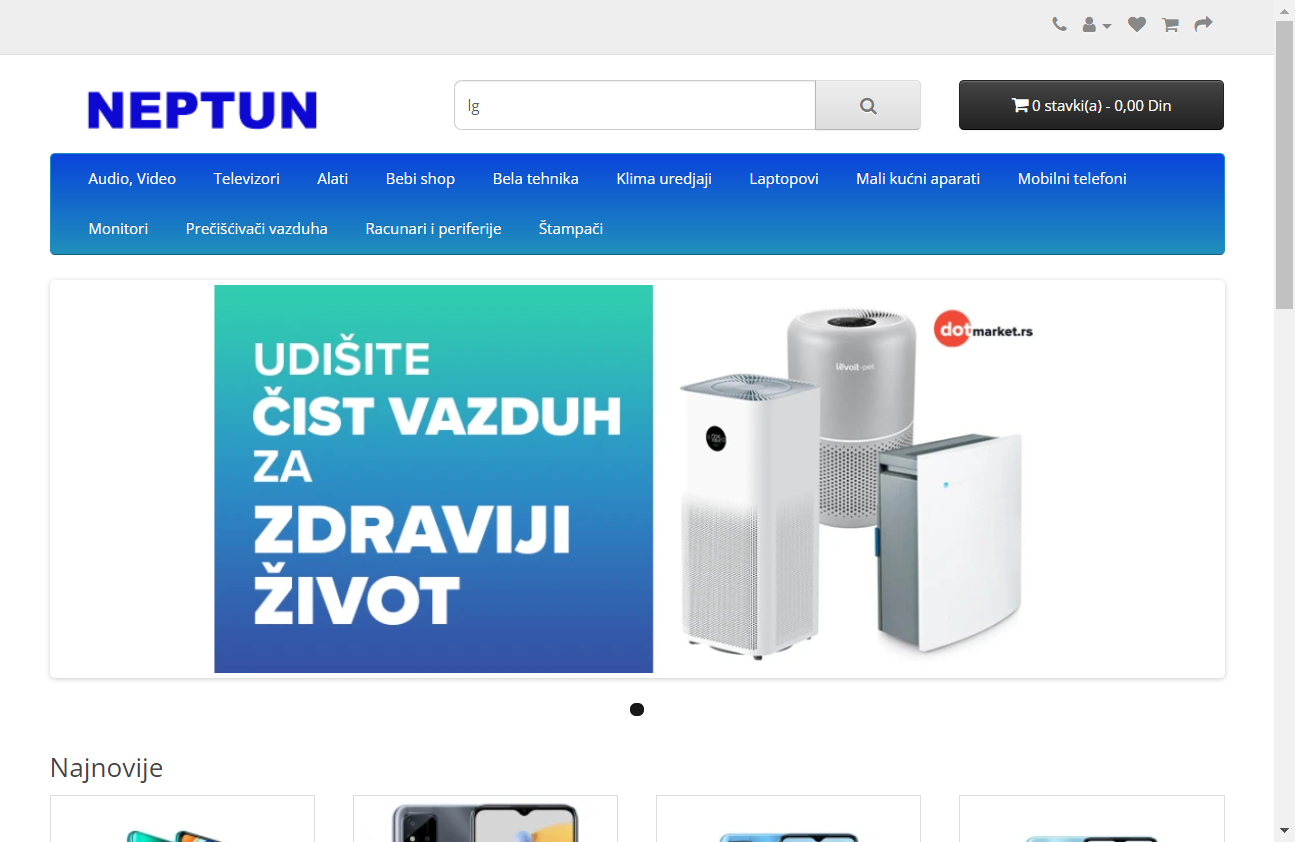 NEPTUN
lg
0 stavki(a) - 0,00 Din
Audio, Video Televizori Alati Bebi shop Bela tehnika Klima uredjaji Laptopovi Mali kućni aparati Mobilni telefoni
Monitori Prečišćivači vazduha Racunari i periferije Štampači
UDIŠITE
ČIST VAZDUH
ZA
ZDRAVIJI
ŽIVOT
dotmarket.rs
Najnovije